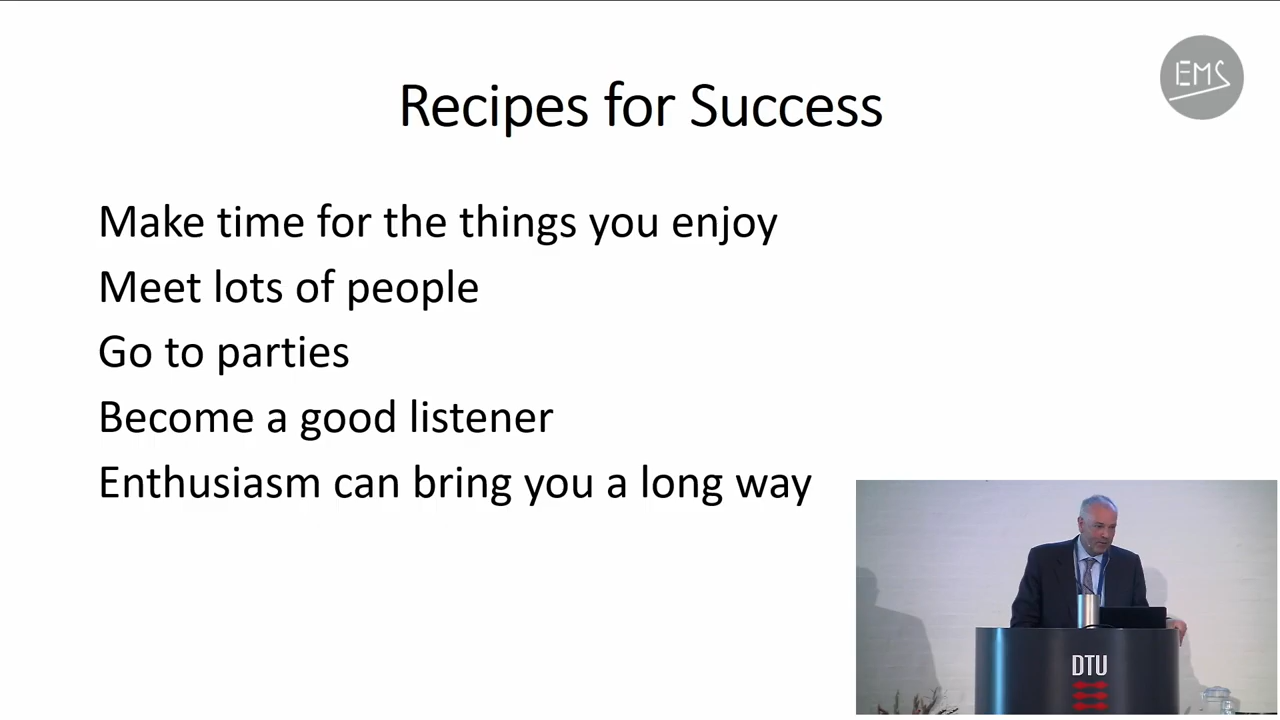 EMS
Recipes for Success
Make time for the things you enjoy
Meet lots of people
Go to parties
Become a good listener
Enthusiasm can bring you a long way
DTU